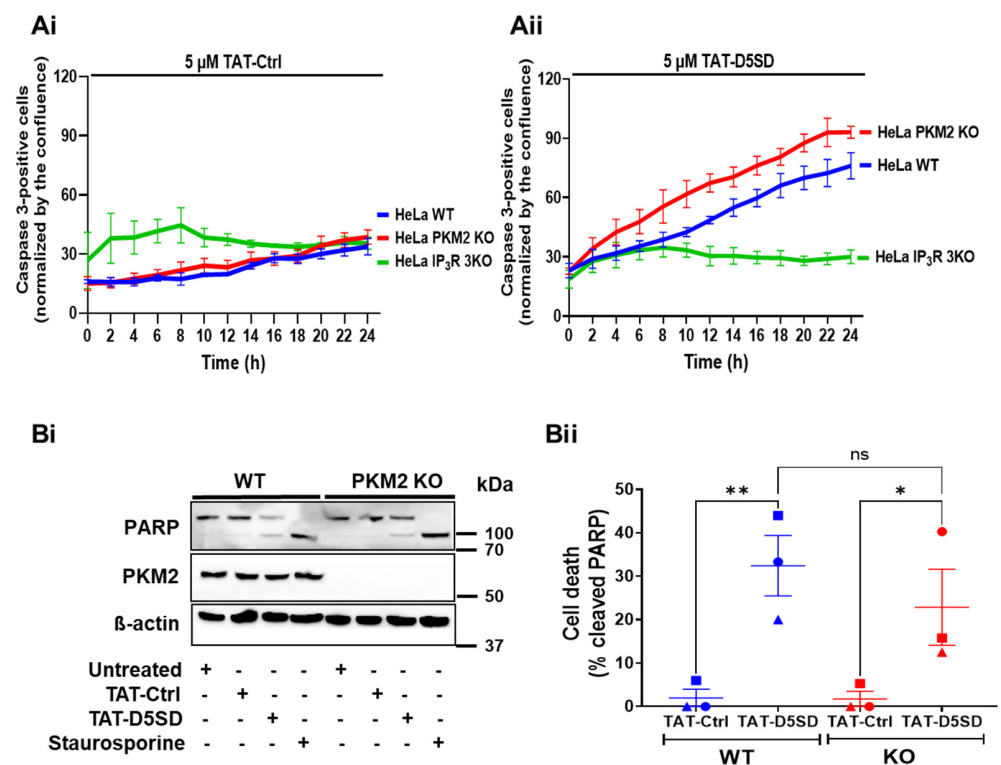 Ai
5 µM TAT-Ctrl
Caspase 3-positive cells
(normalized by the confluence)
120
90
60
30
0
0 2 4 6 8 10 12 14 16 18 20 22 24
Time (h)
HeLa WT
HeLa PKM2 KO
HeLa IP3R 3KO
Aii
5 µM TAT-D5SD
Caspase 3-positive cells
(normalized by the confluence)
120
90
60
30
0
0 2 4 6 8 10 12 14 16 18 20 22 24
Time (h)
HeLa PKM2 KO
HeLa WT
HeLa IP3R 3KO
Bi
WT PKM2 KO kDa
PARP
100
70
PKM2
50
ß-actin
37
Untreated + - - - + - - -
TAT-Ctrl - + - - - + - -
TAT-D5SD - - + - - - + -
Staurosporine - - - + - - - +
Bii
ns
** *
Cell death
(% cleaved PARP)
50
40
30
20
10
0
TAT-Ctrl TAT-D5SD TAT-Ctrl TAT-D5SD
WT KO